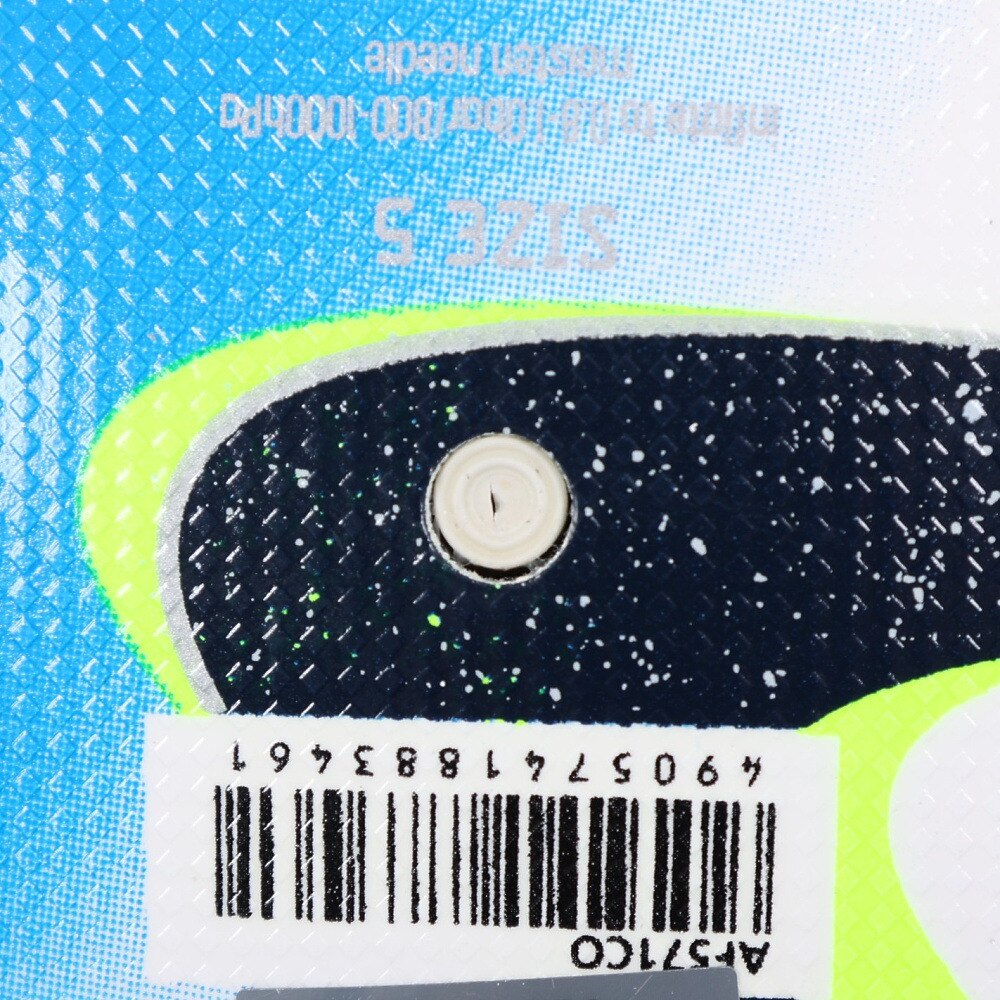 AF571CO
4905741883461
SIZE 5
inflate to 0.8-1.0bar/800-1000hPa
moisten needle